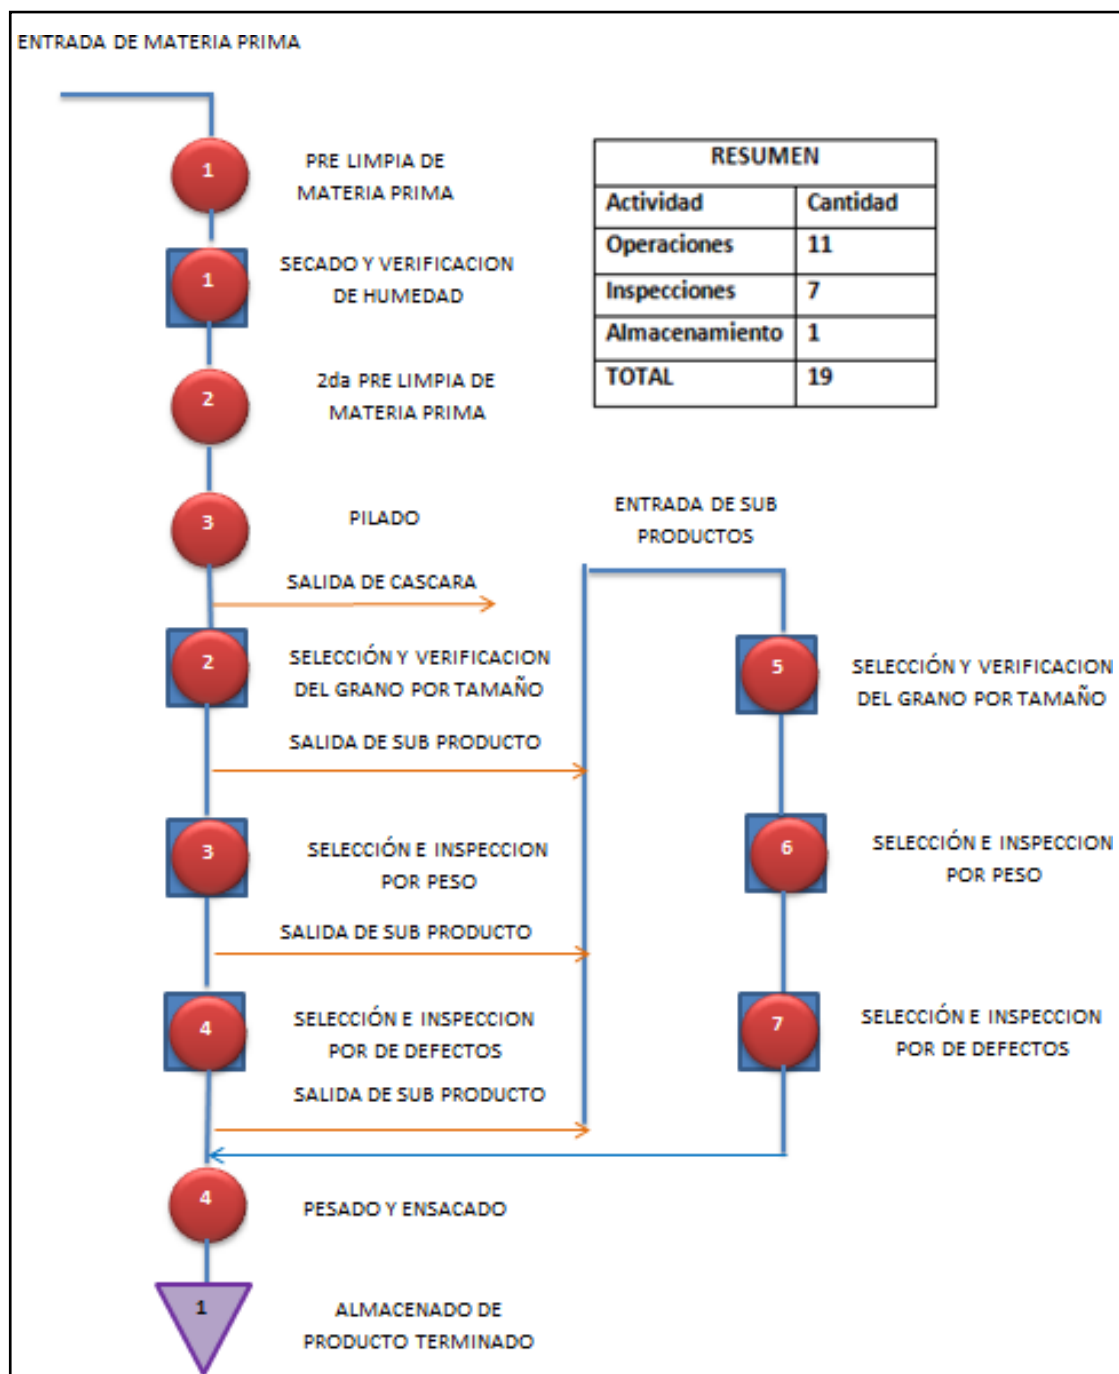 ENTRADA DE MATERIA PRIMA
1
PRE LIMPIA DE
MATERIA PRIMA
RESUMEN
Actividad Cantidad
Operaciones 11
Inspecciones 7
Almacenamiento 1
TOTAL 19
1
SECADO Y VERIFICACION
DE HUMEDAD
2
2da PRE LIMPIA DE
MATERIA PRIMA
3
PILADO
SALIDA DE CASCARA
2
SELECCIÓN Y VERIFICACION
DEL GRANO POR TAMAÑO
SALIDA DE SUB PRODUCTO
3
SELECCIÓN E INSPECCION
POR PESO
SALIDA DE SUB PRODUCTO
4
SELECCIÓN E INSPECCION
POR DE DEFECTOS
SALIDA DE SUB PRODUCTO
ENTRADA DE SUB
PRODUCTOS
5
SELECCIÓN Y VERIFICACION
DEL GRANO POR TAMAÑO
6
SELECCIÓN E INSPECCION
POR PESO
7
SELECCIÓN E INSPECCION
POR DE DEFECTOS
4
PESADO Y ENSACADO
1
ALMACENADO DE
PRODUCTO TERMINADO